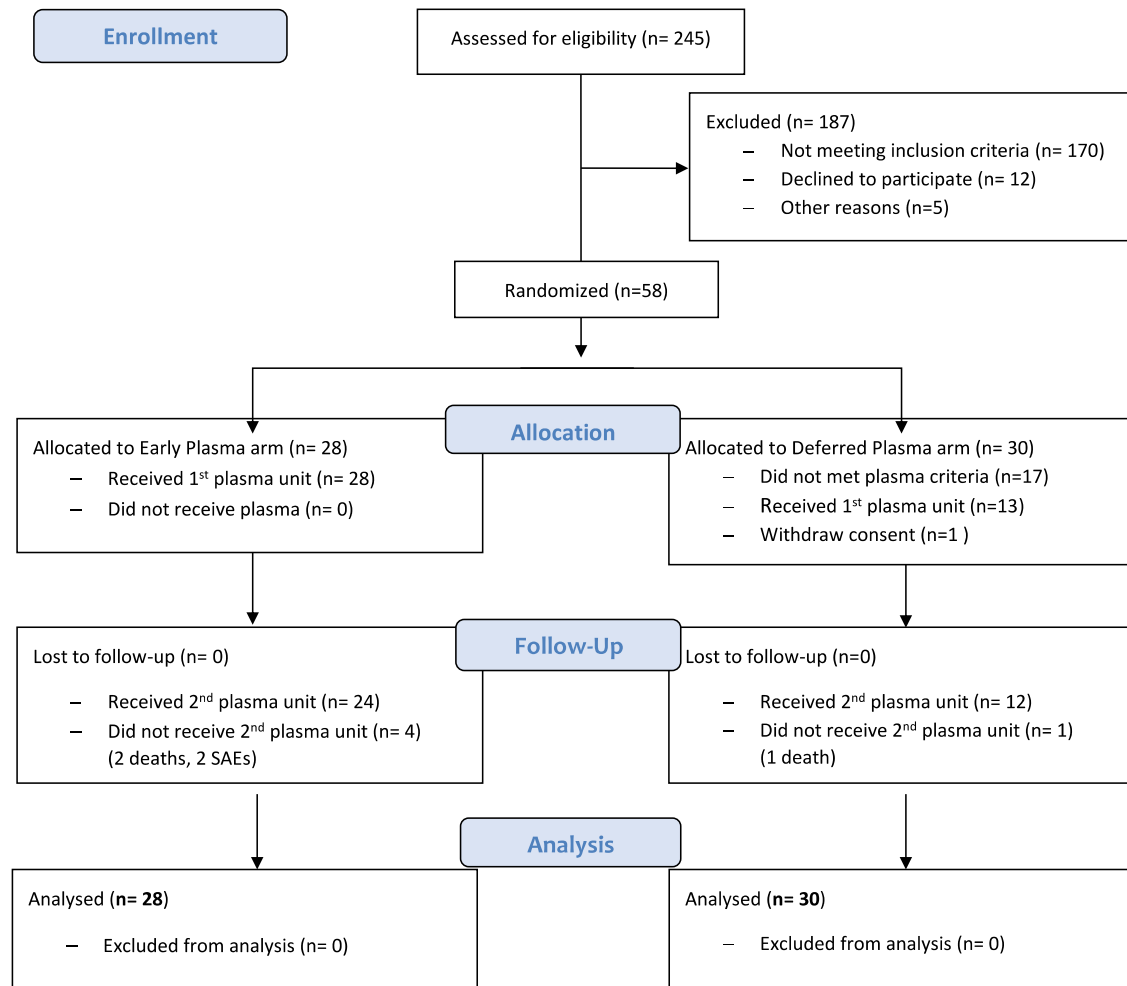 Enrollment
Assessed for eligibility (n= 245)
Excluded (n= 187)
– Not meeting inclusion criteria (n= 170)
– Declined to participate (n= 12)
– Other reasons (n=5)
Randomized (n=58)
Allocation
Allocated to Early Plasma arm (n= 28)
– Received 1st plasma unit (n= 28)
– Did not receive plasma (n= 0)
Allocated to Deferred Plasma arm (n= 30)
– Did not met plasma criteria (n=17)
– Received 1st plasma unit (n=13)
– Withdraw consent (n=1 )
Follow-Up
Lost to follow-up (n= 0)
– Received 2nd plasma unit (n= 24)
– Did not receive 2nd plasma unit (n= 4)
(2 deaths, 2 SAEs)
Lost to follow-up (n=0)
– Received 2nd plasma unit (n= 12)
– Did not receive 2nd plasma unit (n= 1)
(1 death)
Analysis
Analysed (n= 28)
– Excluded from analysis (n= 0)
Analysed (n= 30)
– Excluded from analysis (n= 0)